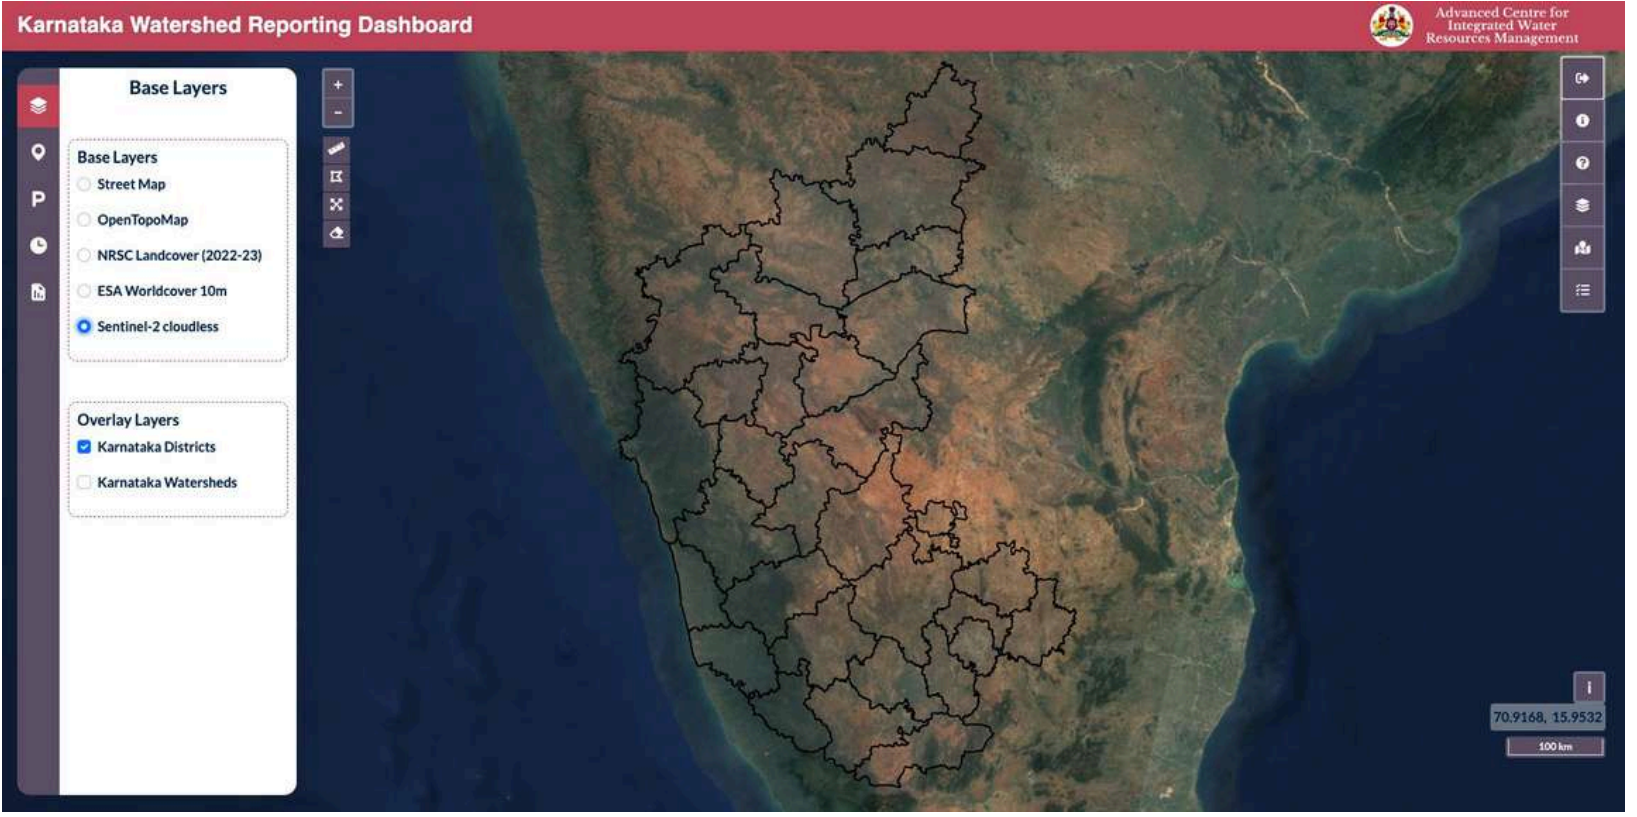 Karnataka Watershed Reporting Dashboard
Advanced Centre for
Integrated Water
Resources Management
Base Layers
Base Layers
Street Map
OpenTopoMap
NRSC Landcover (2022-23)
ESA Worldcover 10m
Sentinel-2 cloudless
Overlay Layers
Karnataka Districts
Karnataka Watersheds
P
+
−
i
70.9168, 15.9532
100 km